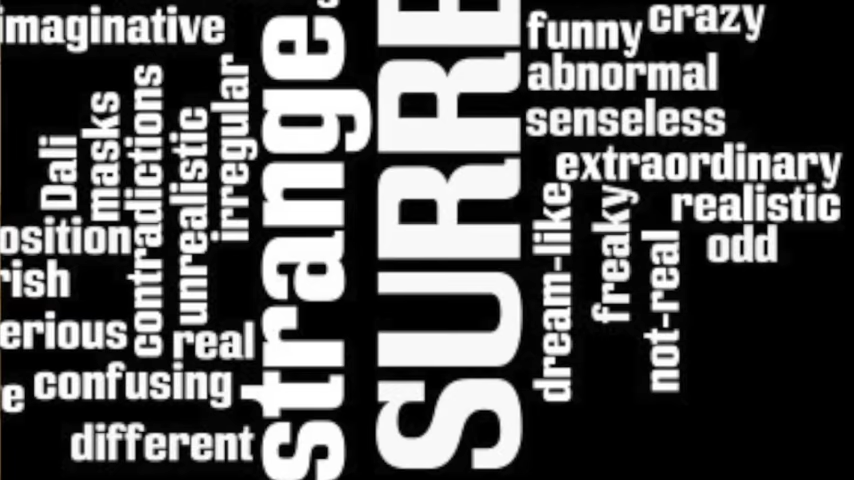 imaginative
Dali
masks
contradictions
unrealistic
irregular
osition
rish
erious
real
e confusing
different
strange
SURRE
funny
crazy
abnormal
senseless
extraordinary
realistic
odd
dream-like
freaky
not-real